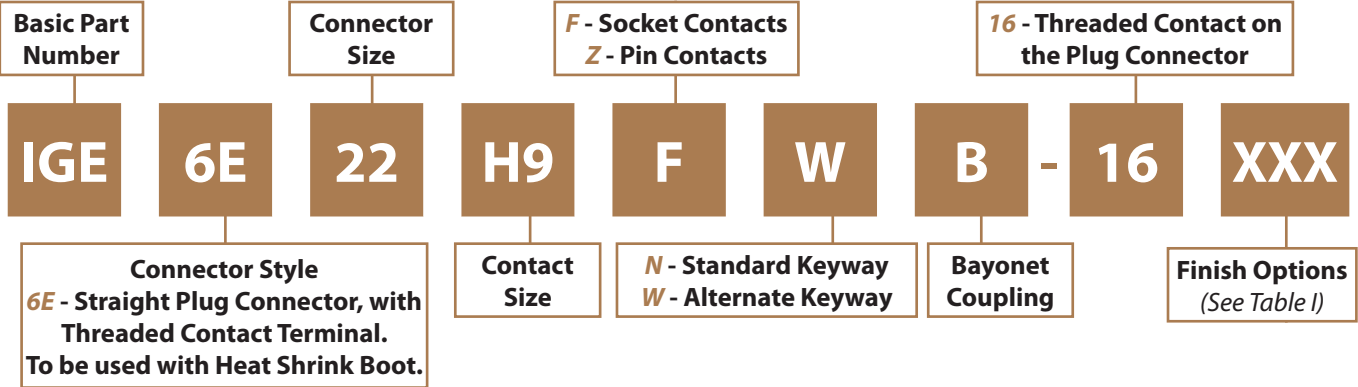 Basic Part
Number
Connector
Size
F - Socket Contacts
Z - Pin Contacts
16 - Threaded Contact on
the Plug Connector
IGE 6E 22 H9 F W B - 16 XXX
Connector Style
6E - Straight Plug Connector, with
Threaded Contact Terminal.
To be used with Heat Shrink Boot.
Contact
Size
N - Standard Keyway
W - Alternate Keyway
Bayonet
Coupling
Finish Options
(See Table I)